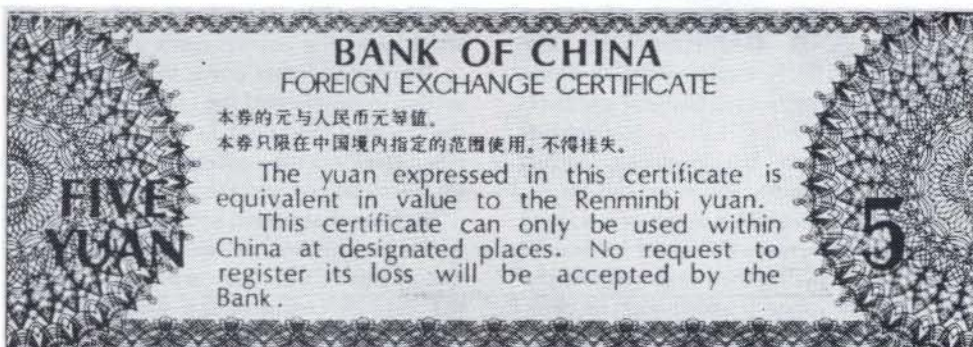 BANK OF CHINA
FOREIGN EXCHANGE CERTIFICATE
本券的元与人民币元等值。
本券只限在中国境内指定的范围使用。不得挂失。
The yuan expressed in this certificate is
equivalent in value to the Renminbi yuan.
This certificate can only be used within
China at designated places. No request to
register its loss will be accepted by the
Bank.
FIVE
YUAN
5